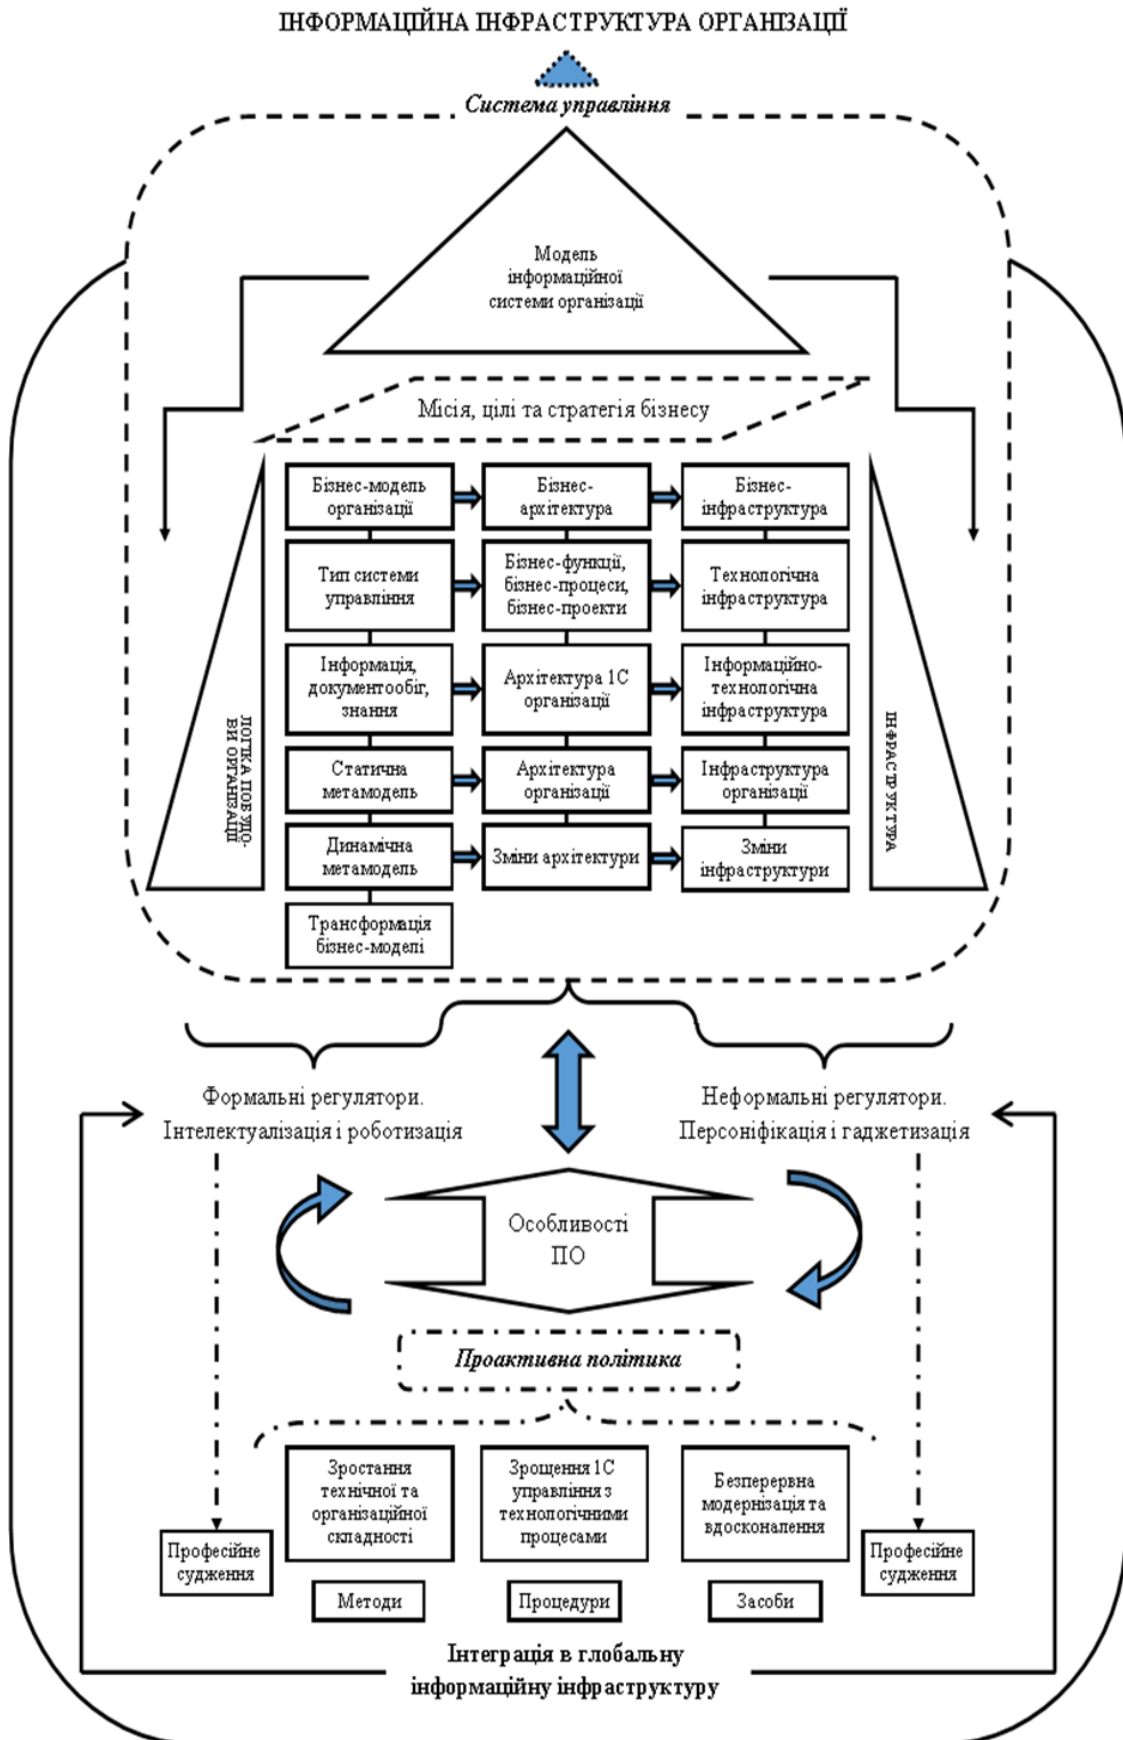 ІНФОРМАЦІЙНА ІНФРАСТРУКТУРА ОРГАНІЗАЦІЇ
Система управління
Модель
інформаційної
системи організації
Місія, цілі та стратегія бізнесу
Бізнес-модель
організації
Бізнес-
архітектура
Бізнес-
інфраструктура
Тип системи
управління
Бізнес-функції,
бізнес-процеси,
бізнес-проекти
Технологічна
інфраструктура
Інформація,
документообіг,
знання
Архітектура 1С
організації
Інформаційно-
технологічна
інфраструктура
Статична
метамодель
Архітектура
організації
Інфраструктура
організації
Динамічна
метамодель
Зміни архітектури
Зміни
інфраструктури
Трансформація
бізнес-моделі
ЛОГІКА ПОБУДО-
ВИ ОРГАНІЗАЦІЇ
ІНФРАСТРУКТУРА
Формальні регулятори.
Інтелектуалізація і роботизація
Неформальні регулятори.
Персоніфікація і гаджетизація
Особливості
ПО
Проактивна політика
Зростання
технічної та
організаційної
складності
Зрощення 1С
управління з
технологічними
процесами
Безперервна
модернізація та
вдосконалення
Професійне
судження
Професійне
судження
Методи
Процедури
Засоби
Інтеграція в глобальну
інформаційну інфраструктуру